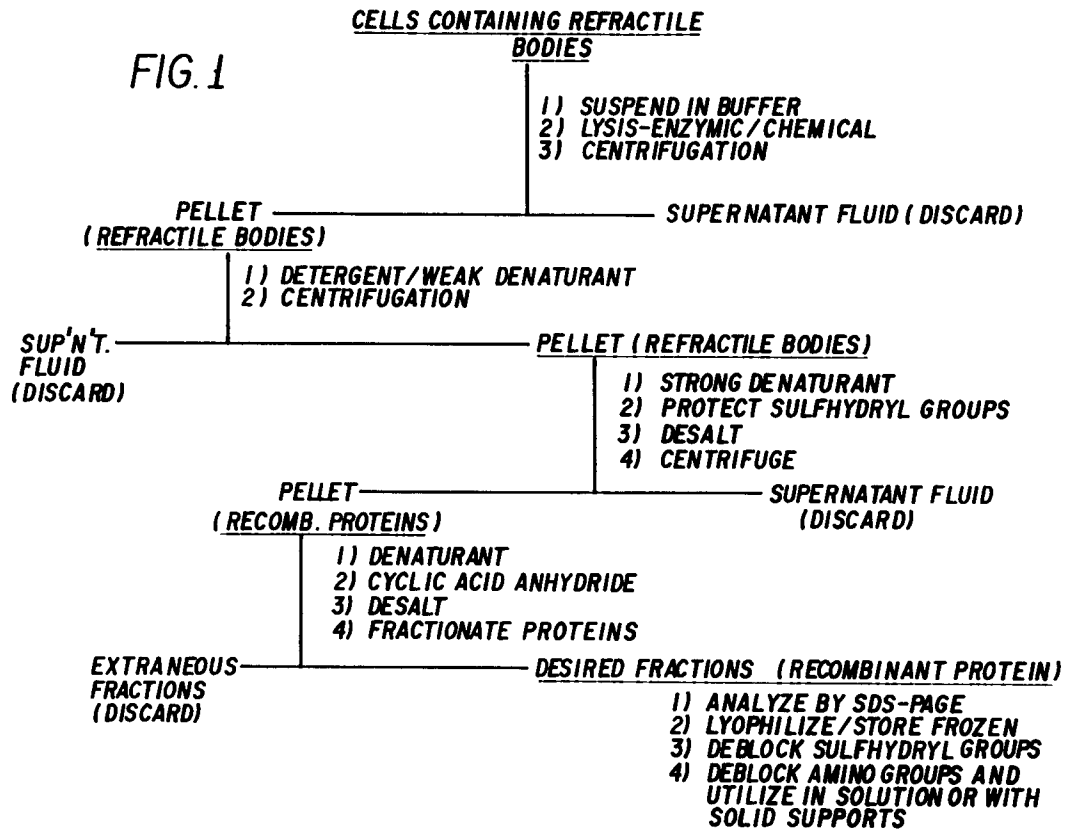 CELLS CONTAINING REFRACTILE
BODIES
FIG. 1
1) SUSPEND IN BUFFER
2) LYSIS-ENZYMIC/CHEMICAL
3) CENTRIFUGATION
PELLET
(REFRACTILE BODIES)
SUPERNATANT FLUID (DISCARD)
1) DETERGENT/WEAK DENATURANT
2) CENTRIFUGATION
SUP'N'T.
FLUID
(DISCARD)
PELLET (REFRACTILE BODIES)
1) STRONG DENATURANT
2) PROTECT SULFHYDRYL GROUPS
3) DESALT
4) CENTRIFUGE
PELLET
(RECOMB. PROTEINS)
SUPERNATANT FLUID
(DISCARD)
1) DENATURANT
2) CYCLIC ACID ANHYDRIDE
3) DESALT
4) FRACTIONATE PROTEINS
EXTRANEOUS
FRACTIONS
(DISCARD)
DESIRED FRACTIONS (RECOMBINANT PROTEIN)
1) ANALYZE BY SDS-PAGE
2) LYOPHILIZE/STORE FROZEN
3) DEBLOCK SULFHYDRYL GROUPS
4) DEBLOCK AMINO GROUPS AND
UTILIZE IN SOLUTION OR WITH
SOLID SUPPORTS